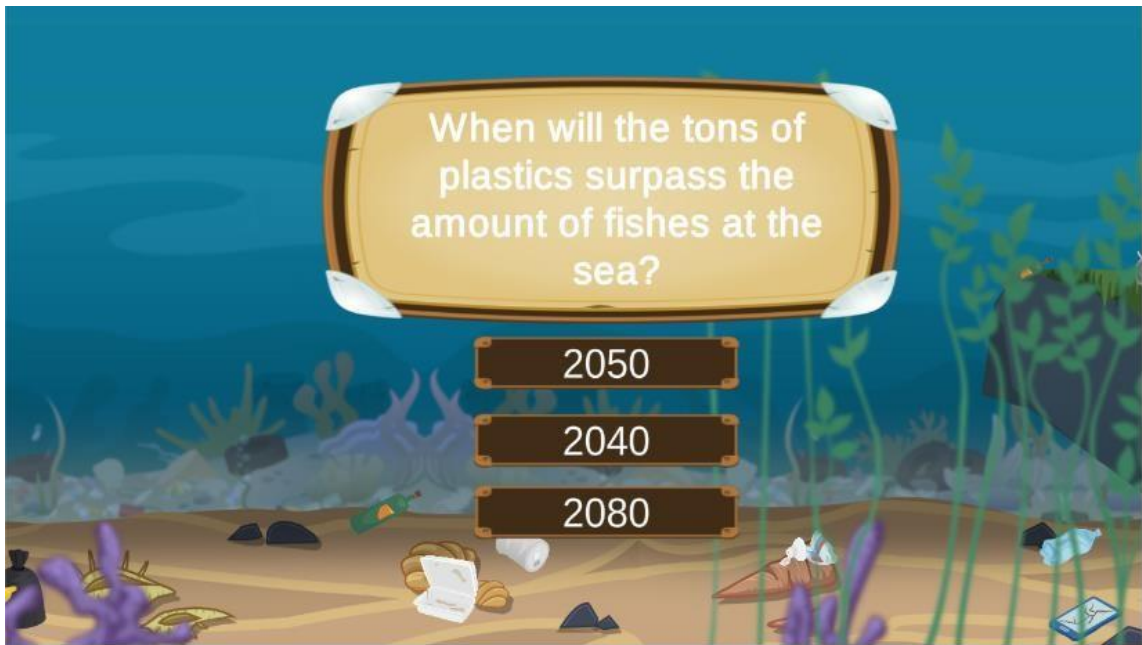 When will the tons of
plastics surpass the
amount of fishes at the
sea?
2050
2040
2080